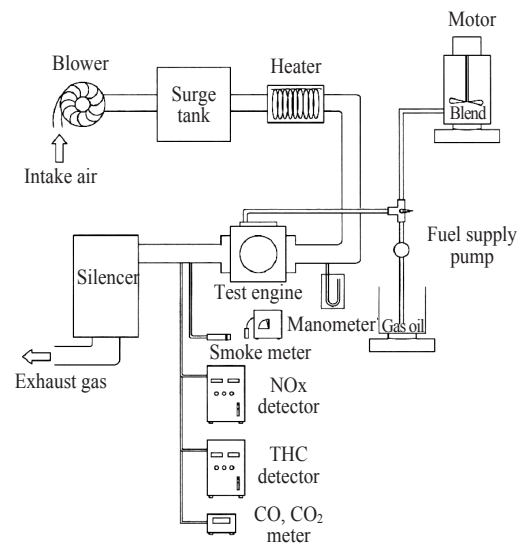 Motor
Blower
Heater
Surge
tank
Blend
Intake air
Fuel supply
pump
Silencer
Test engine
Gas oil
Manometer
Smoke meter
Exhaust gas
NOx
detector
THC
detector
CO, CO₂
meter